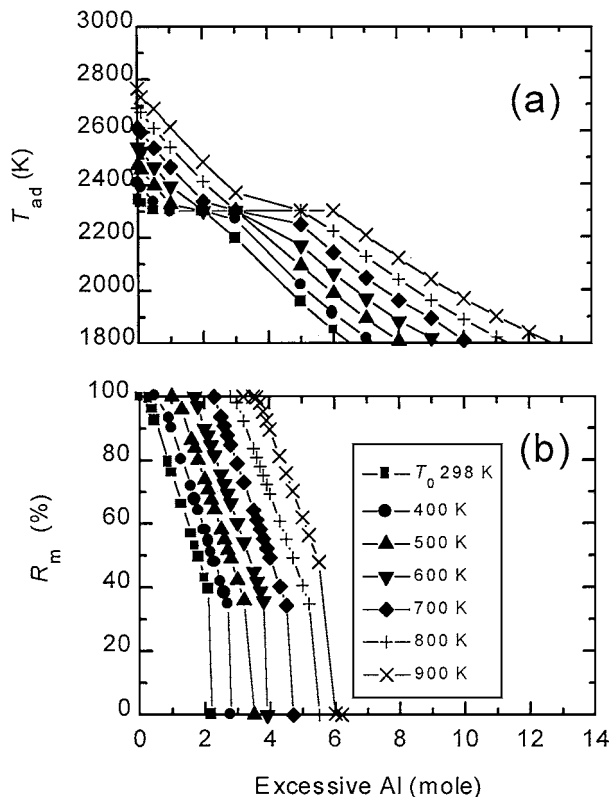 3000
2800
2600
2400
2200
2000
1800
T_ad (K)
(a)
100
80
60
40
20
0
R_m (%)
(b)
T_0 298 K
400 K
500 K
600 K
700 K
800 K
900 K
0 2 4 6 8 10 12 14
Excessive Al (mole)